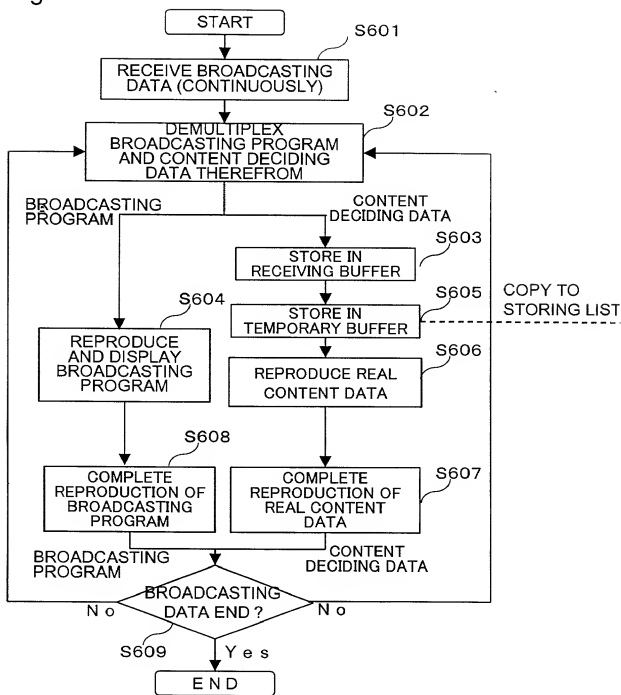 START
S601
RECEIVE BROADCASTING
DATA (CONTINUOUSLY)
S602
DEMULTIPLEX
BROADCASTING PROGRAM
AND CONTENT DECIDING
DATA THEREFROM
BROADCASTING
PROGRAM
CONTENT
DECIDING DATA
S603
STORE IN
RECEIVING BUFFER
S605
STORE IN
TEMPORARY BUFFER
COPY TO
STORING LIST
S604
REPRODUCE
AND DISPLAY
BROADCASTING
PROGRAM
S606
REPRODUCE REAL
CONTENT DATA
S608
COMPLETE
REPRODUCTION OF
BROADCASTING
PROGRAM
S607
COMPLETE
REPRODUCTION OF
REAL CONTENT
DATA
BROADCASTING
PROGRAM
CONTENT
DECIDING DATA
BROADCASTING
DATA END ?
No
No
S609
Yes
END